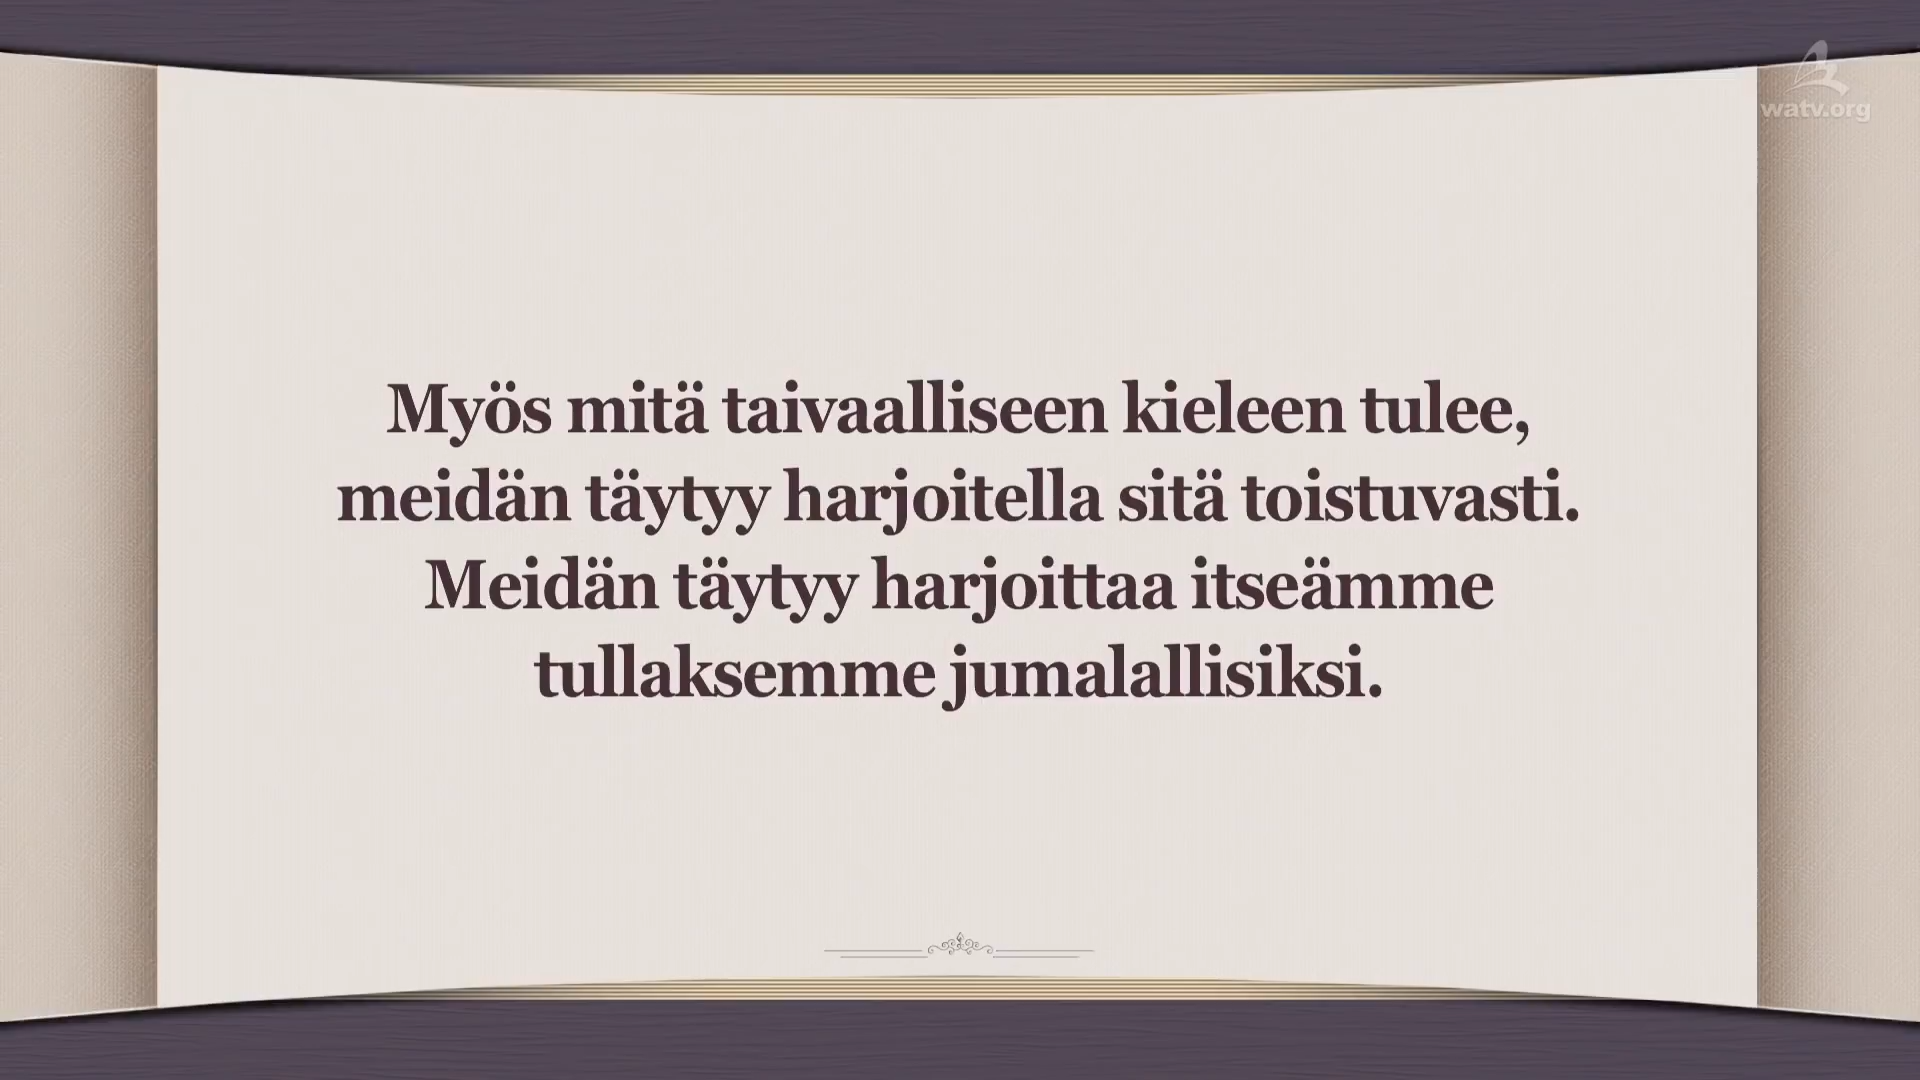 watv.org
Myös mitä taivaalliseen kieleen tulee,
meidän täytyy harjoitella sitä toistuvasti.
Meidän täytyy harjoittaa itseämme
tullaksemme jumalallisiksi.